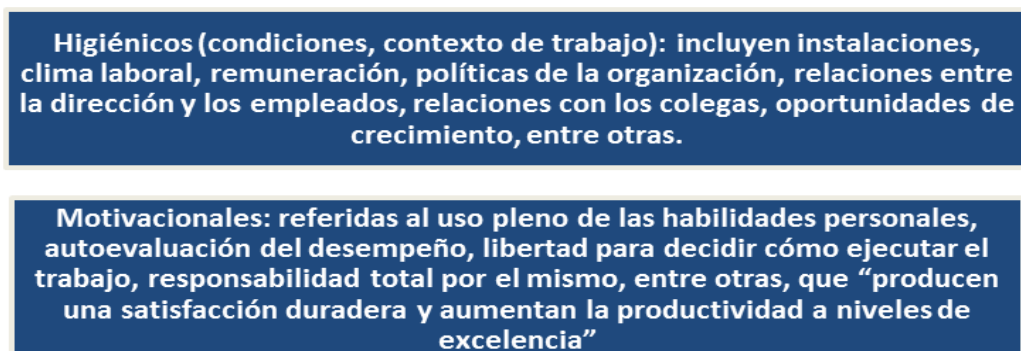 Higiénicos (condiciones, contexto de trabajo): incluyen instalaciones,
clima laboral, remuneración, políticas de la organización, relaciones entre
la dirección y los empleados, relaciones con los colegas, oportunidades de
crecimiento, entre otras.
Motivacionales: referidas al uso pleno de las habilidades personales,
autoevaluación del desempeño, libertad para decidir cómo ejecutar el
trabajo, responsabilidad total por el mismo, entre otras, que “producen
una satisfacción duradera y aumentan la productividad a niveles de
excelencia”